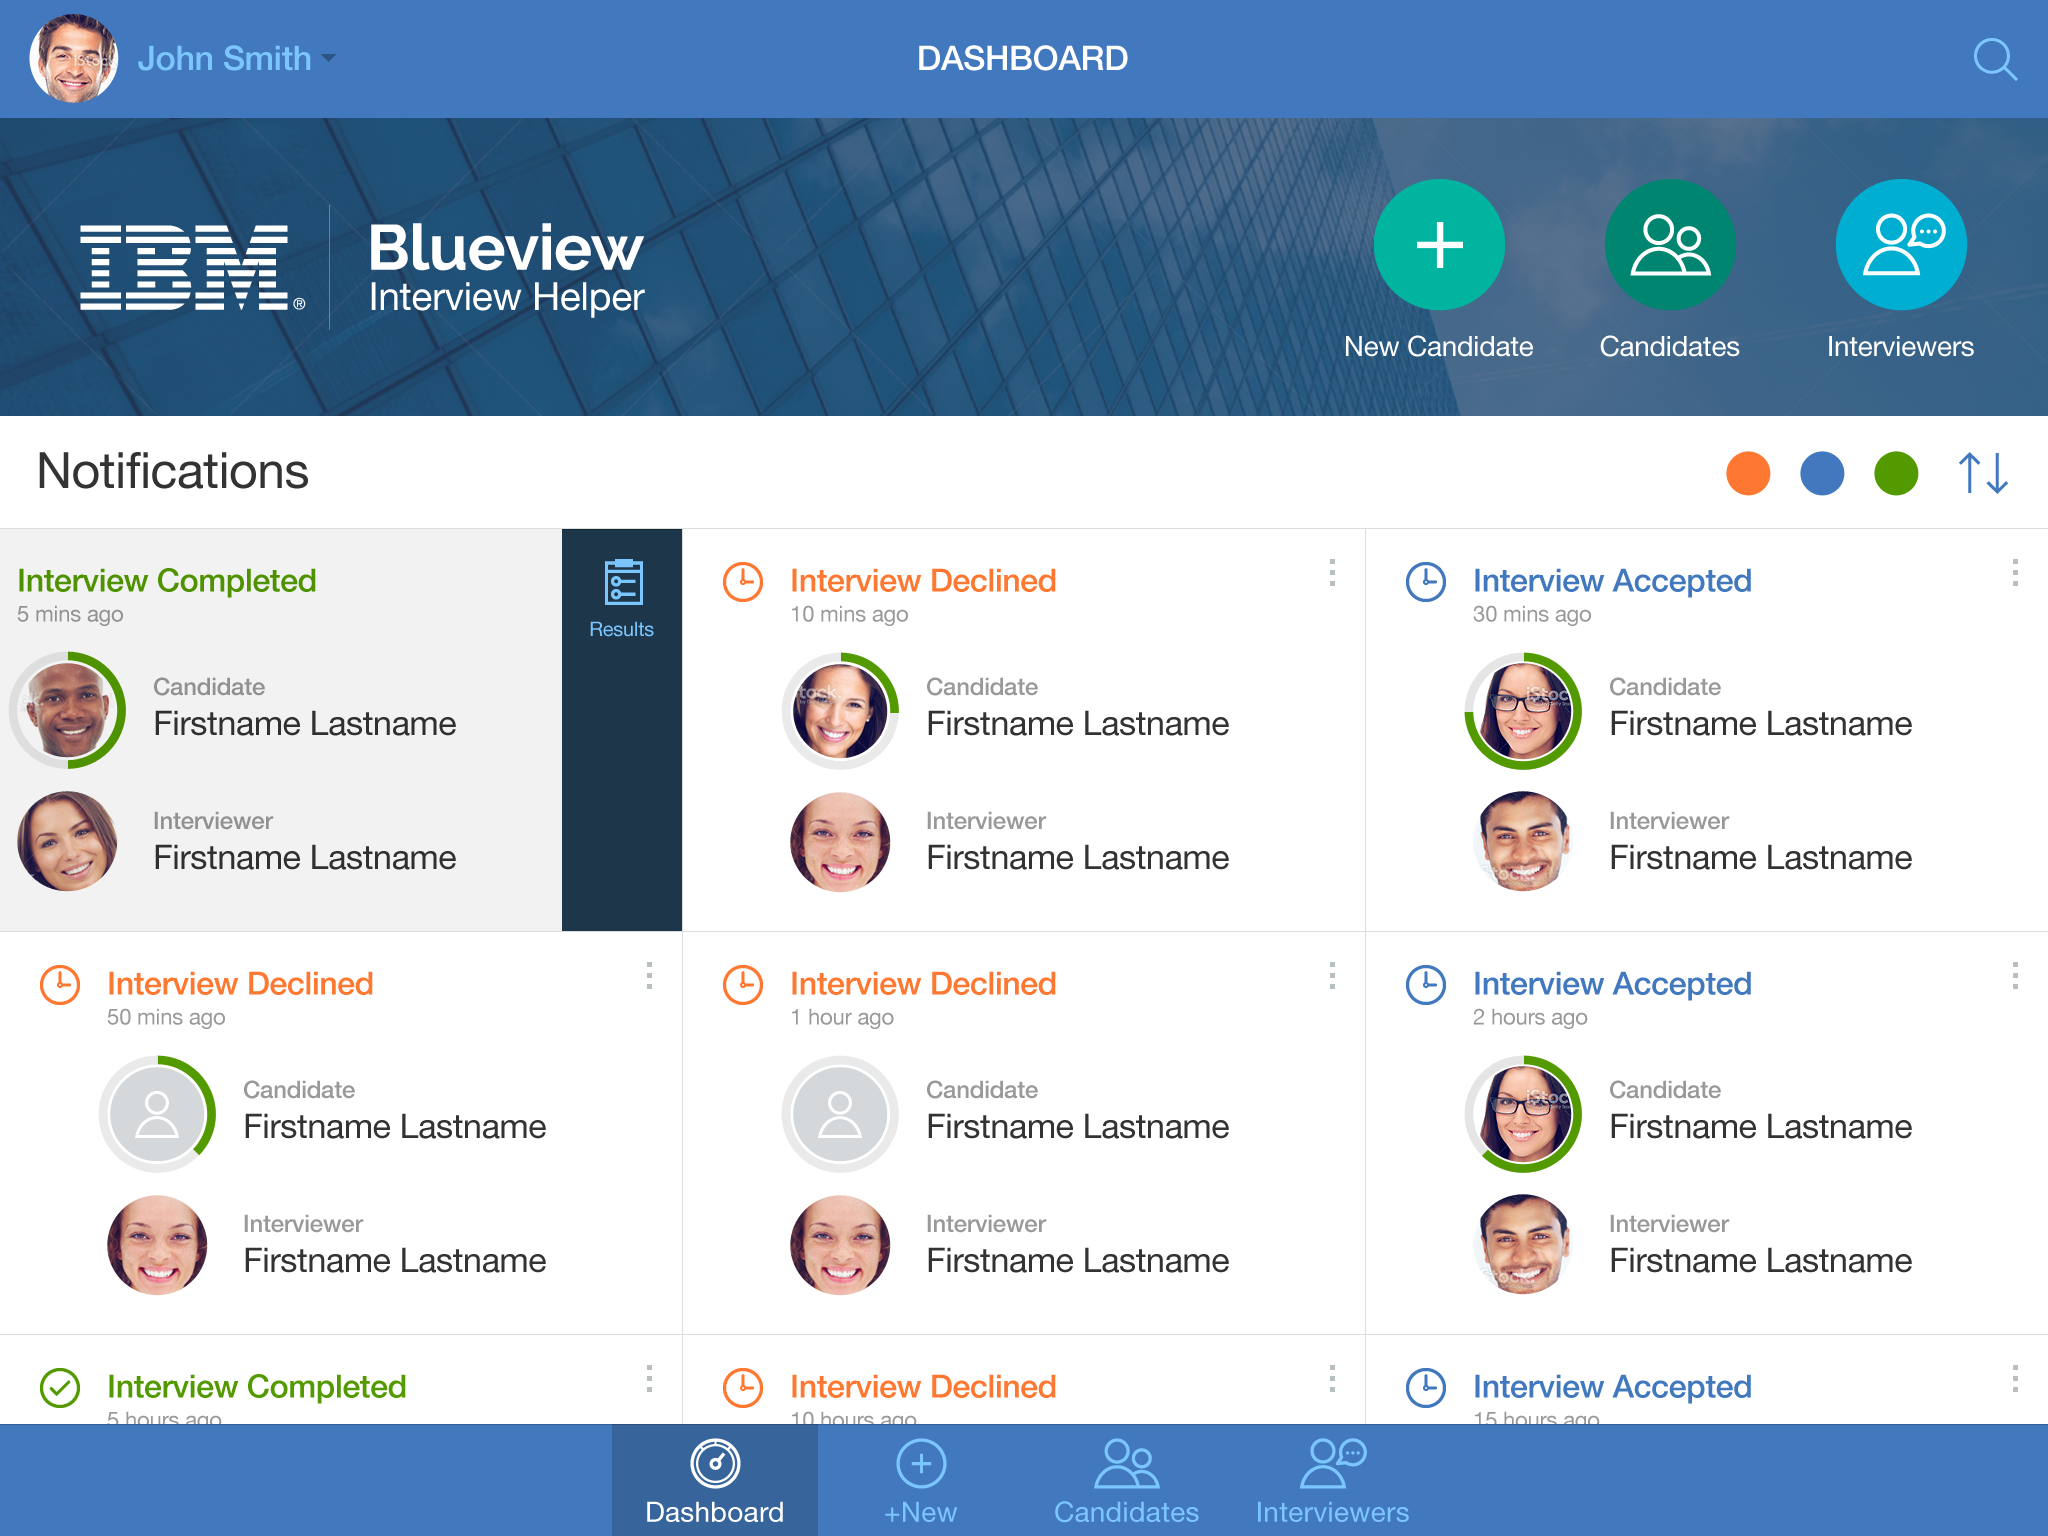 John Smith
DASHBOARD
IBM®
Blueview
Interview Helper
New Candidate
Candidates
Interviewers
Notifications
Interview Completed
5 mins ago
Candidate
Firstname Lastname
Interviewer
Firstname Lastname
Results
Interview Declined
10 mins ago
Candidate
Firstname Lastname
Interviewer
Firstname Lastname
Interview Accepted
30 mins ago
Candidate
Firstname Lastname
Interviewer
Firstname Lastname
Interview Declined
50 mins ago
Candidate
Firstname Lastname
Interviewer
Firstname Lastname
Interview Declined
1 hour ago
Candidate
Firstname Lastname
Interviewer
Firstname Lastname
Interview Accepted
2 hours ago
Candidate
Firstname Lastname
Interviewer
Firstname Lastname
Interview Completed
5 hours ago
Interview Declined
10 hours ago
Interview Accepted
15 hours ago
Dashboard
+New
Candidates
Interviewers